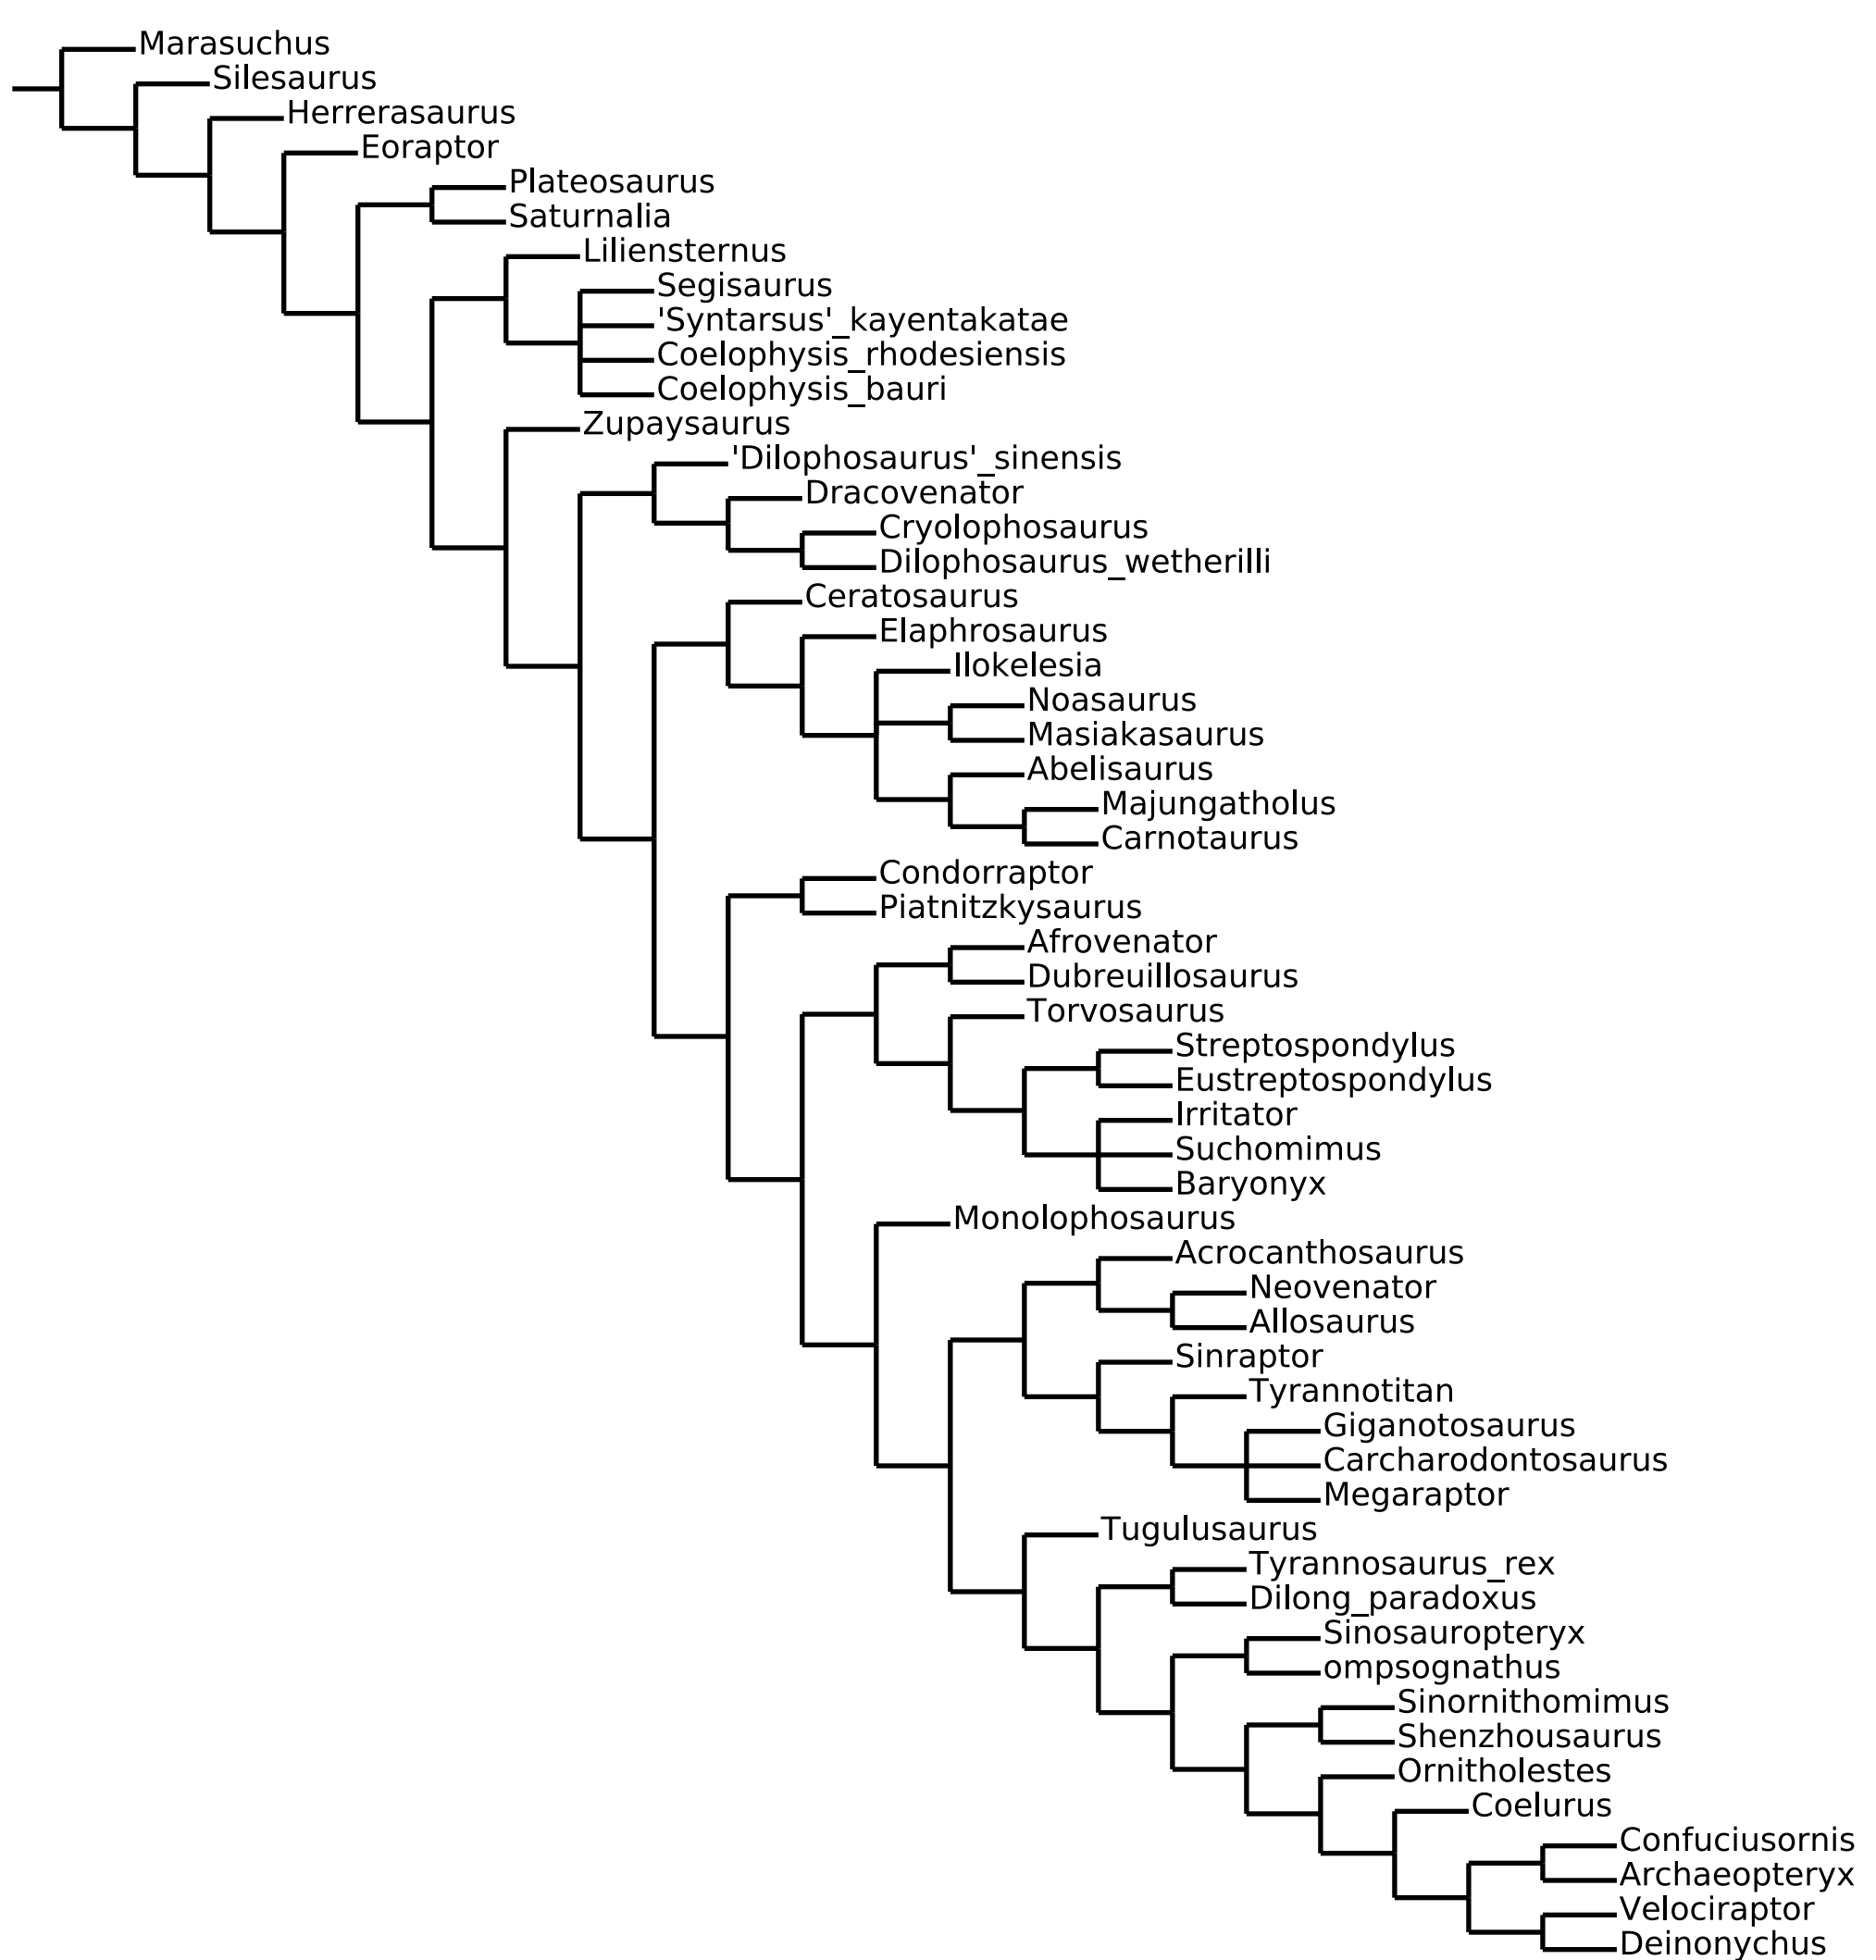 Marasuchus
Silesaurus
Herrerasaurus
Eoraptor
Plateosaurus
Saturnalia
Liliensternus
Segisaurus
'Syntarsus'_kayentakatae
Coelophysis_rhodesiensis
Coelophysis_bauri
Zupaysaurus
'Dilophosaurus'_sinensis
Dracovenator
Cryolophosaurus
Dilophosaurus_wetherilli
Ceratosaurus
Elaphrosaurus
Ilokelesia
Noasaurus
Masiakasaurus
Abelisaurus
Majungatholus
Carnotaurus
Condorraptor
Piatnitzkysaurus
Afrovenator
Dubreuillosaurus
Torvosaurus
Streptospondylus
Eustreptospondylus
Irritator
Suchomimus
Baryonyx
Monolophosaurus
Acrocanthosaurus
Neovenator
Allosaurus
Sinraptor
Tyrannotitan
Giganotosaurus
Carcharodontosaurus
Megaraptor
Tugulusaurus
Tyrannosaurus_rex
Dilong_paradoxus
Sinosauropteryx
ompsognathus
Sinornithomimus
Shenzhousaurus
Ornitholestes
Coelurus
Confuciusornis
Archaeopteryx
Velociraptor
Deinonychus